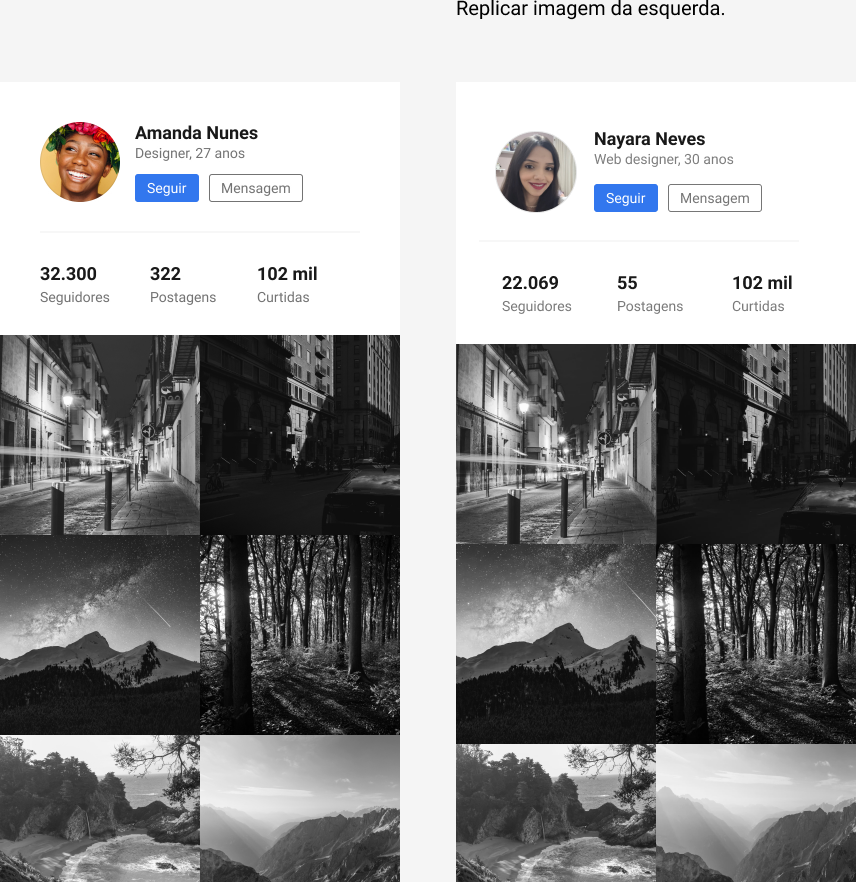 Replicar imagem da esquerda.
Amanda Nunes
Designer, 27 anos
Seguir Mensagem
32.300 322 102 mil
Seguidores Postagens Curtidas
Nayara Neves
Web designer, 30 anos
Seguir Mensagem
22.069 55 102 mil
Seguidores Postagens Curtidas